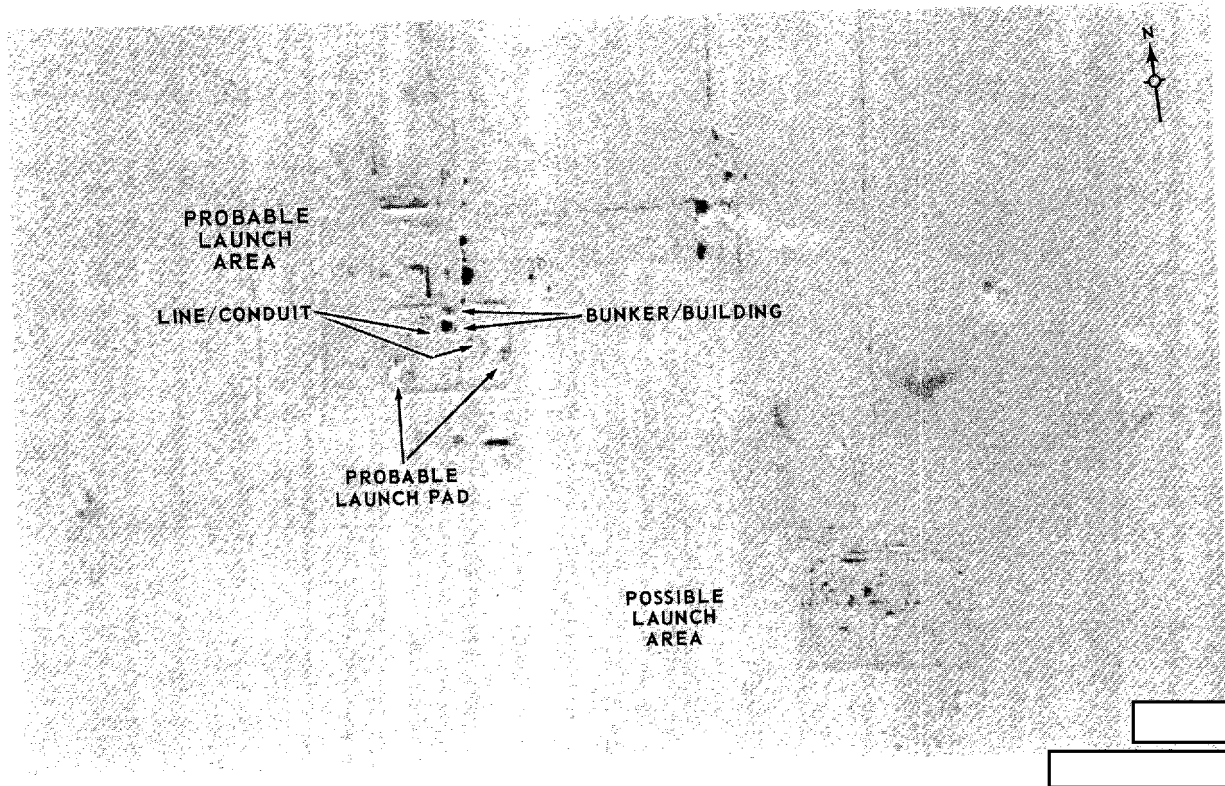 N
PROBABLE
LAUNCH
AREA
LINE/CONDUIT
BUNKER/BUILDING
PROBABLE
LAUNCH PAD
POSSIBLE
LAUNCH
AREA